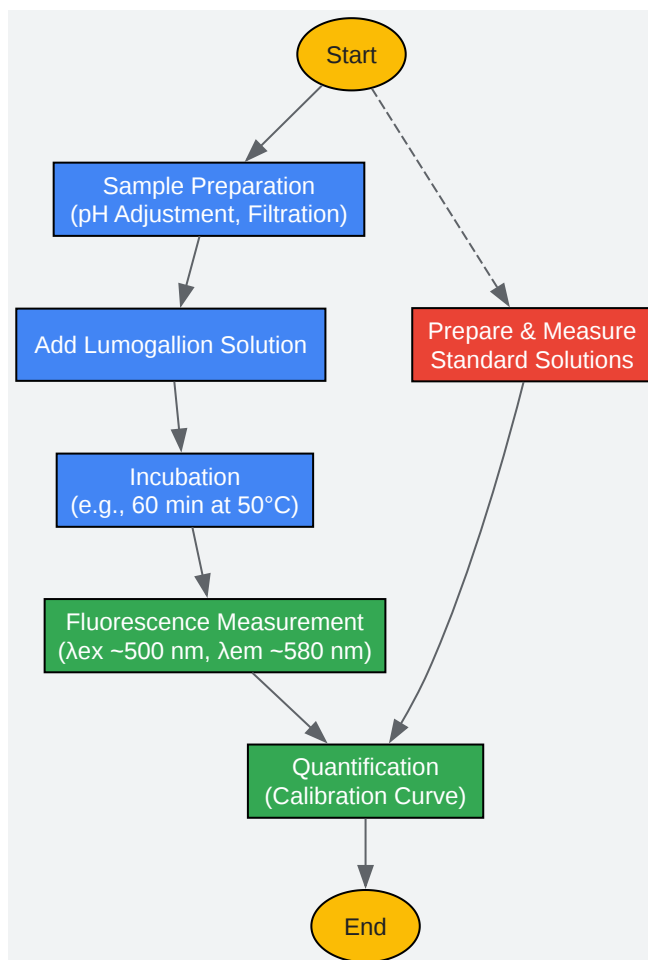 Start
Sample Preparation
(pH Adjustment, Filtration)
Add Lumogallion Solution
Prepare & Measure
Standard Solutions
Incubation
(e.g., 60 min at 50°C)
Fluorescence Measurement
(λex ~500 nm, λem ~580 nm)
Quantification
(Calibration Curve)
End